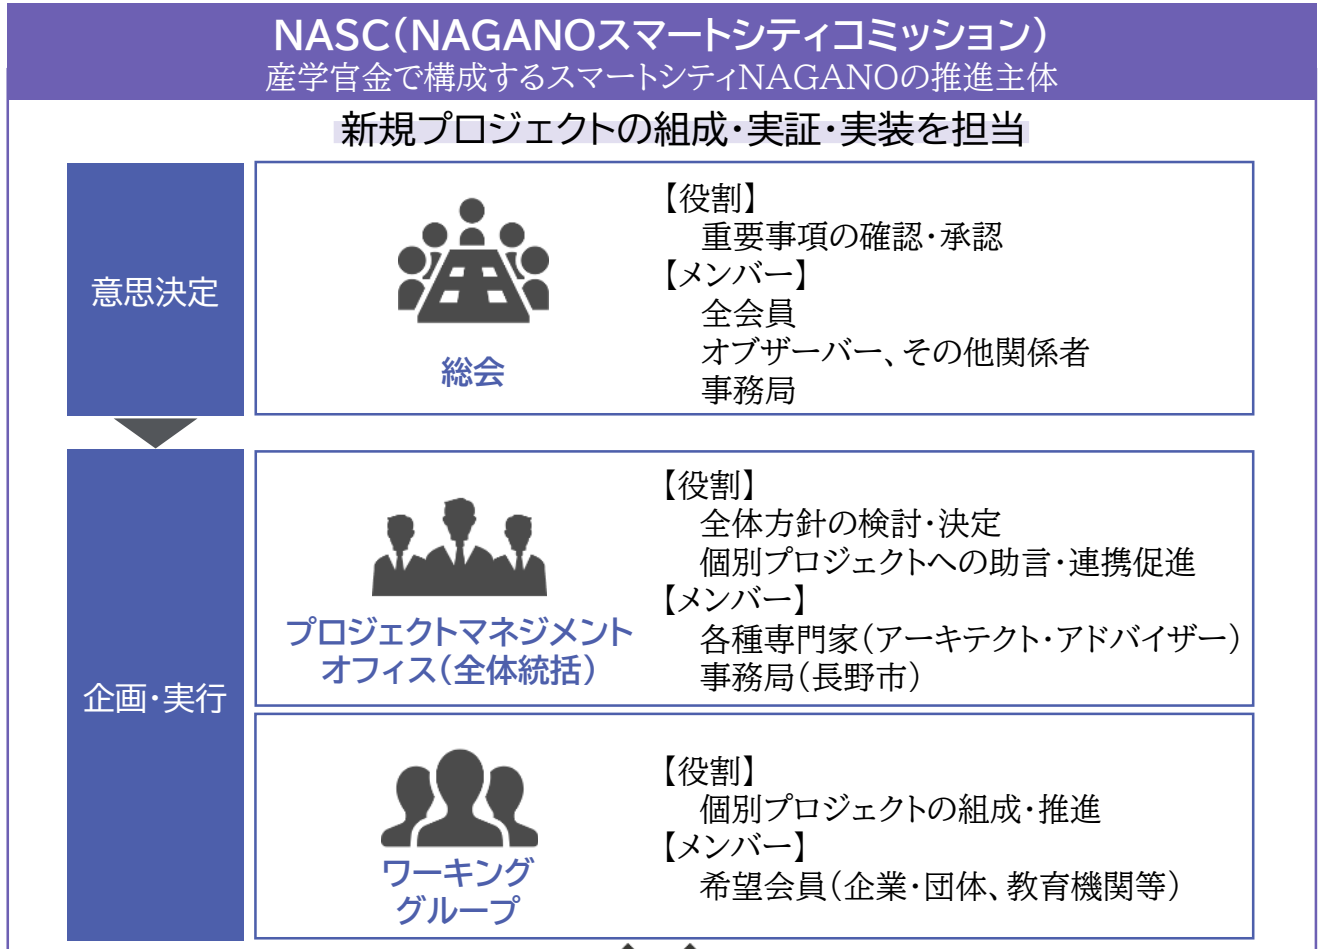 NASC(NAGANOスマートシティコミッション)
産学官金で構成するスマートシティNAGANOの推進主体
新規プロジェクトの組成・実証・実装を担当
意思決定
総会
【役割】
重要事項の確認・承認
【メンバー】
全会員
オブザーバー、その他関係者
事務局
企画・実行
プロジェクトマネジメント
オフィス(全体統括)
【役割】
全体方針の検討・決定
個別プロジェクトへの助言・連携促進
【メンバー】
各種専門家(アーキテクト・アドバイザー)
事務局(長野市)
ワーキング
グループ
【役割】
個別プロジェクトの組成・推進
【メンバー】
希望会員(企業・団体、教育機関等)